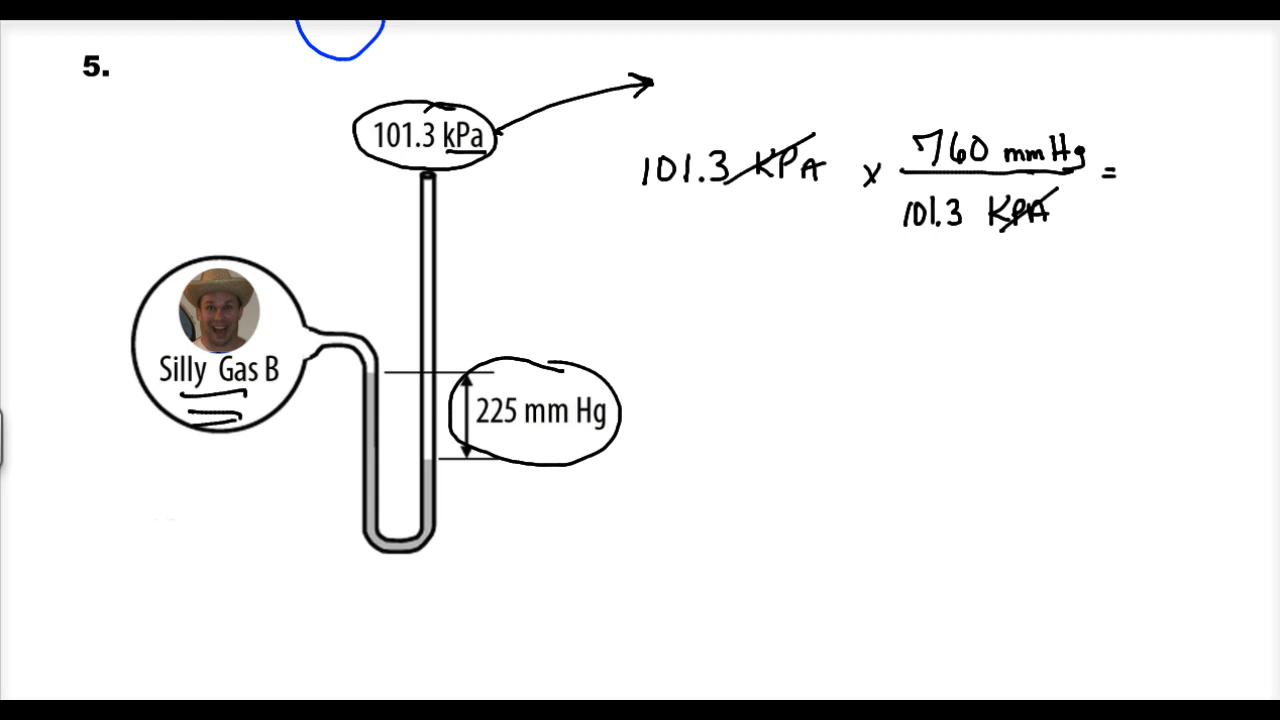 5.
101.3 kPa
101.3 KPA x 760 mmHg =
101.3 KPA
Silly Gas B
225 mm Hg